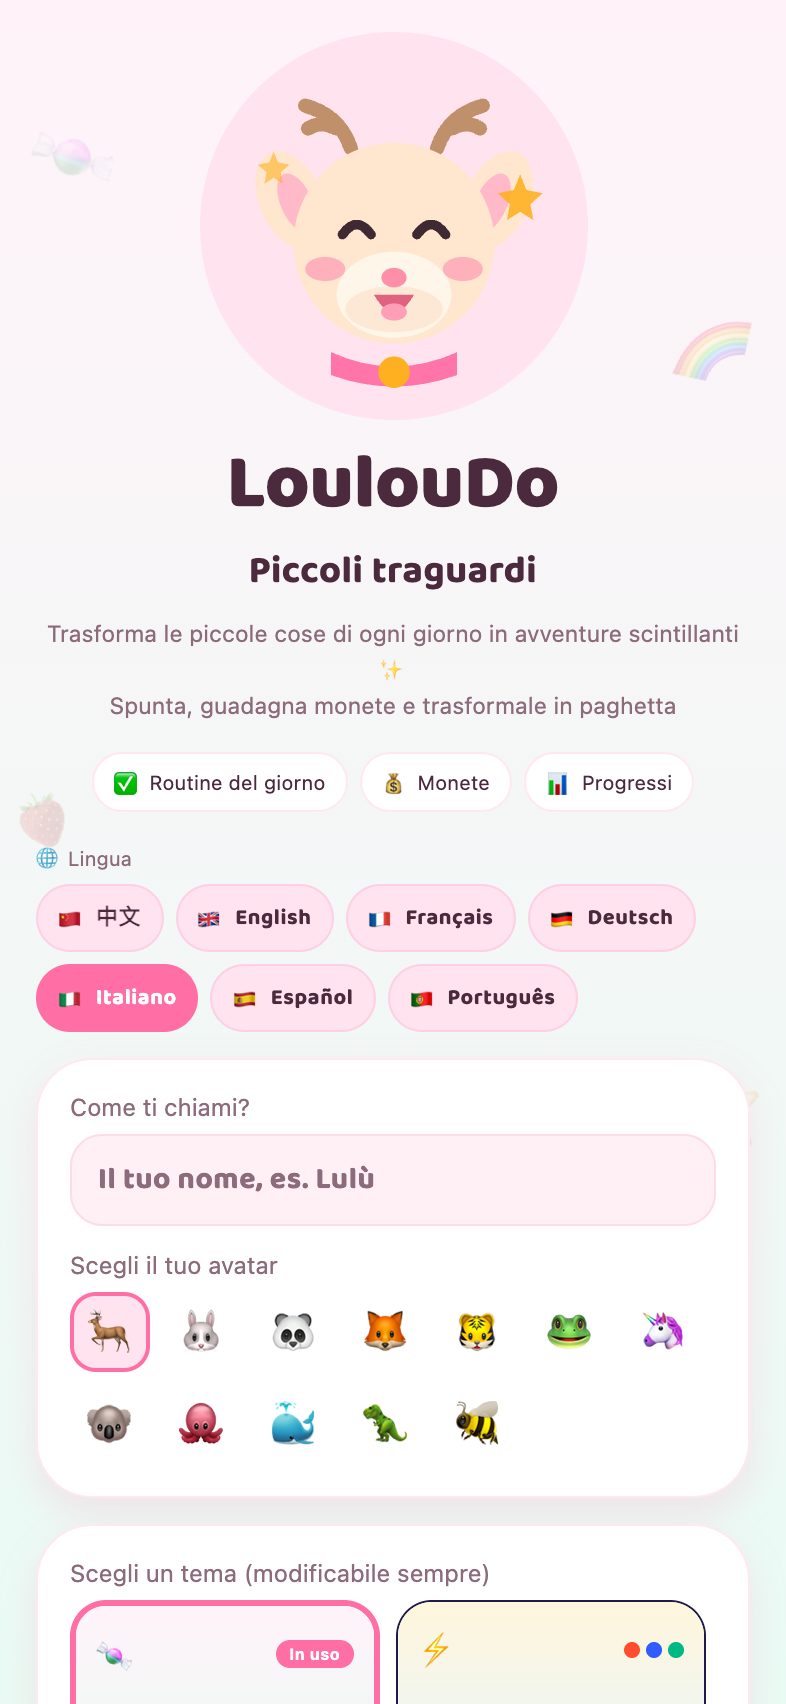 LoulouDo
Piccoli traguardi
Trasforma le piccole cose di ogni giorno in avventure scintillanti
✨
Spunta, guadagna monete e trasformale in paghetta
✅ Routine del giorno
💰 Monete
📊 Progressi
🌐 Lingua
🇨🇳 中文
🇬🇧 English
🇫🇷 Français
🇩🇪 Deutsch
🇮🇹 Italiano
🇪🇸 Español
🇵🇹 Português
Come ti chiami?
Il tuo nome, es. Lulù
Scegli il tuo avatar
Scegli un tema (modificabile sempre)
In uso